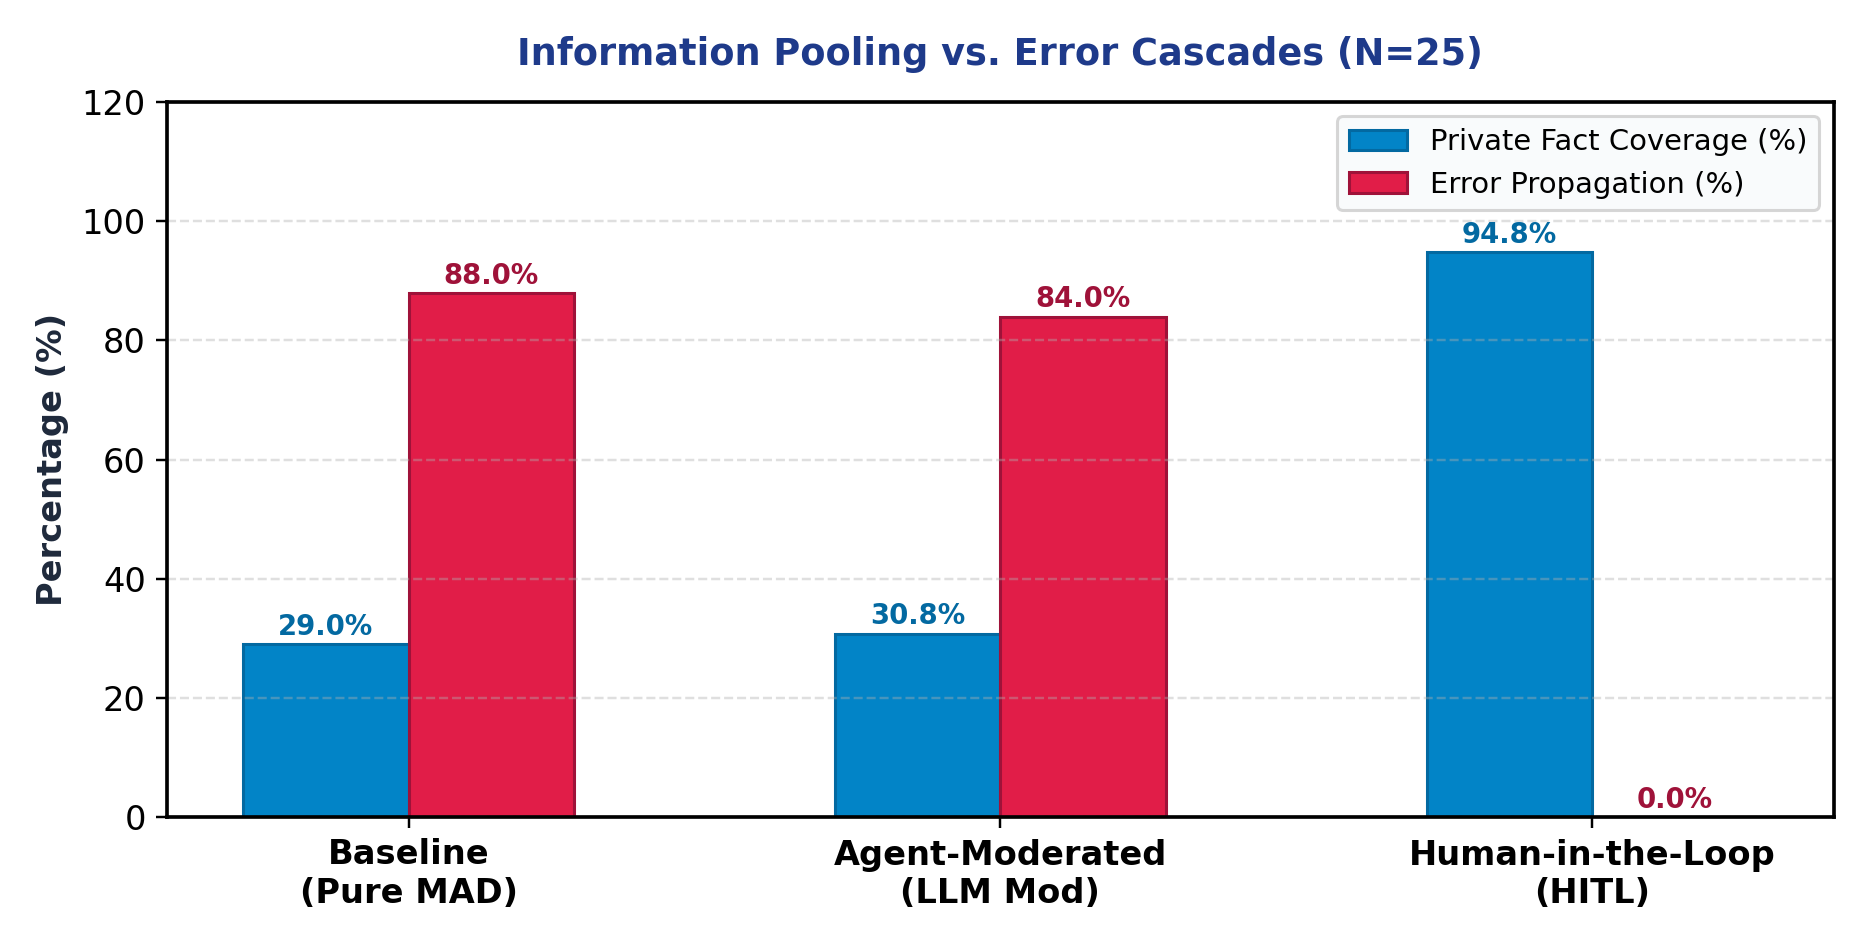 Information Pooling vs. Error Cascades (N=25)
Private Fact Coverage (%)
Error Propagation (%)
Percentage (%)
120
100
80
60
40
20
0
29.0%
88.0%
30.8%
84.0%
94.8%
0.0%
Baseline
(Pure MAD)
Agent-Moderated
(LLM Mod)
Human-in-the-Loop
(HITL)